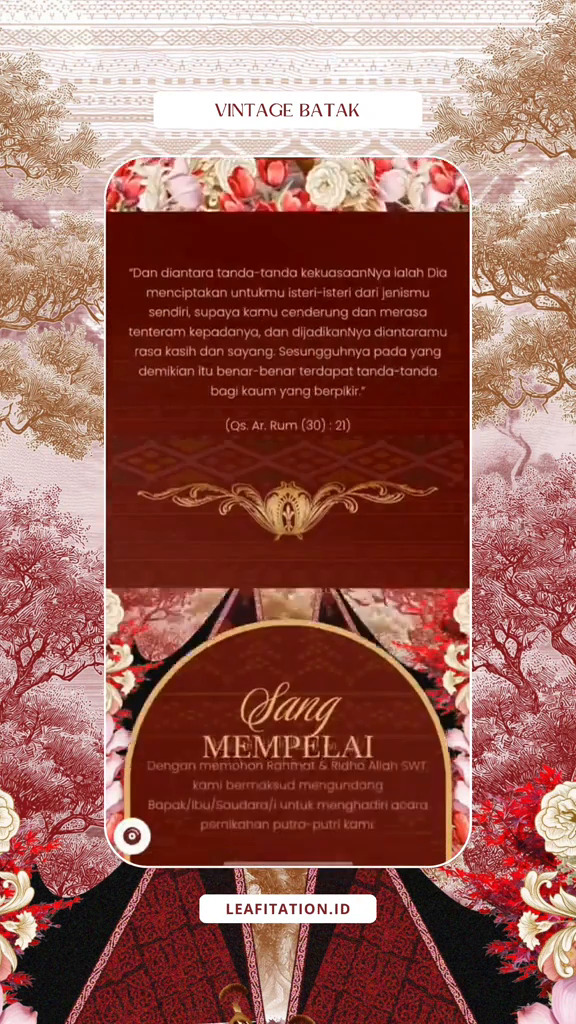 VINTAGE BATAK
"Dan diantara tanda-tanda kekuasaanNya ialah Dia
menciptakan untukmu isteri-isteri dari jenismu
sendiri, supaya kamu cenderung dan merasa
tenteram kepadanya, dan dijadikanNya diantaramu
rasa kasih dan sayang. Sesungguhnya pada yang
demikian itu benar-benar terdapat tanda-tanda
bagi kaum yang berpikir."
(Qs. Ar. Rum (30) : 21)
Sang
MEMPELAI
Dengan memohon Rahmat & Ridho Allah SWT,
kami bermaksud mengundang
Bapak/Ibu/Saudara/i untuk menghadiri acara
pernikahan putra-putri kami:
LEAFITATION.ID